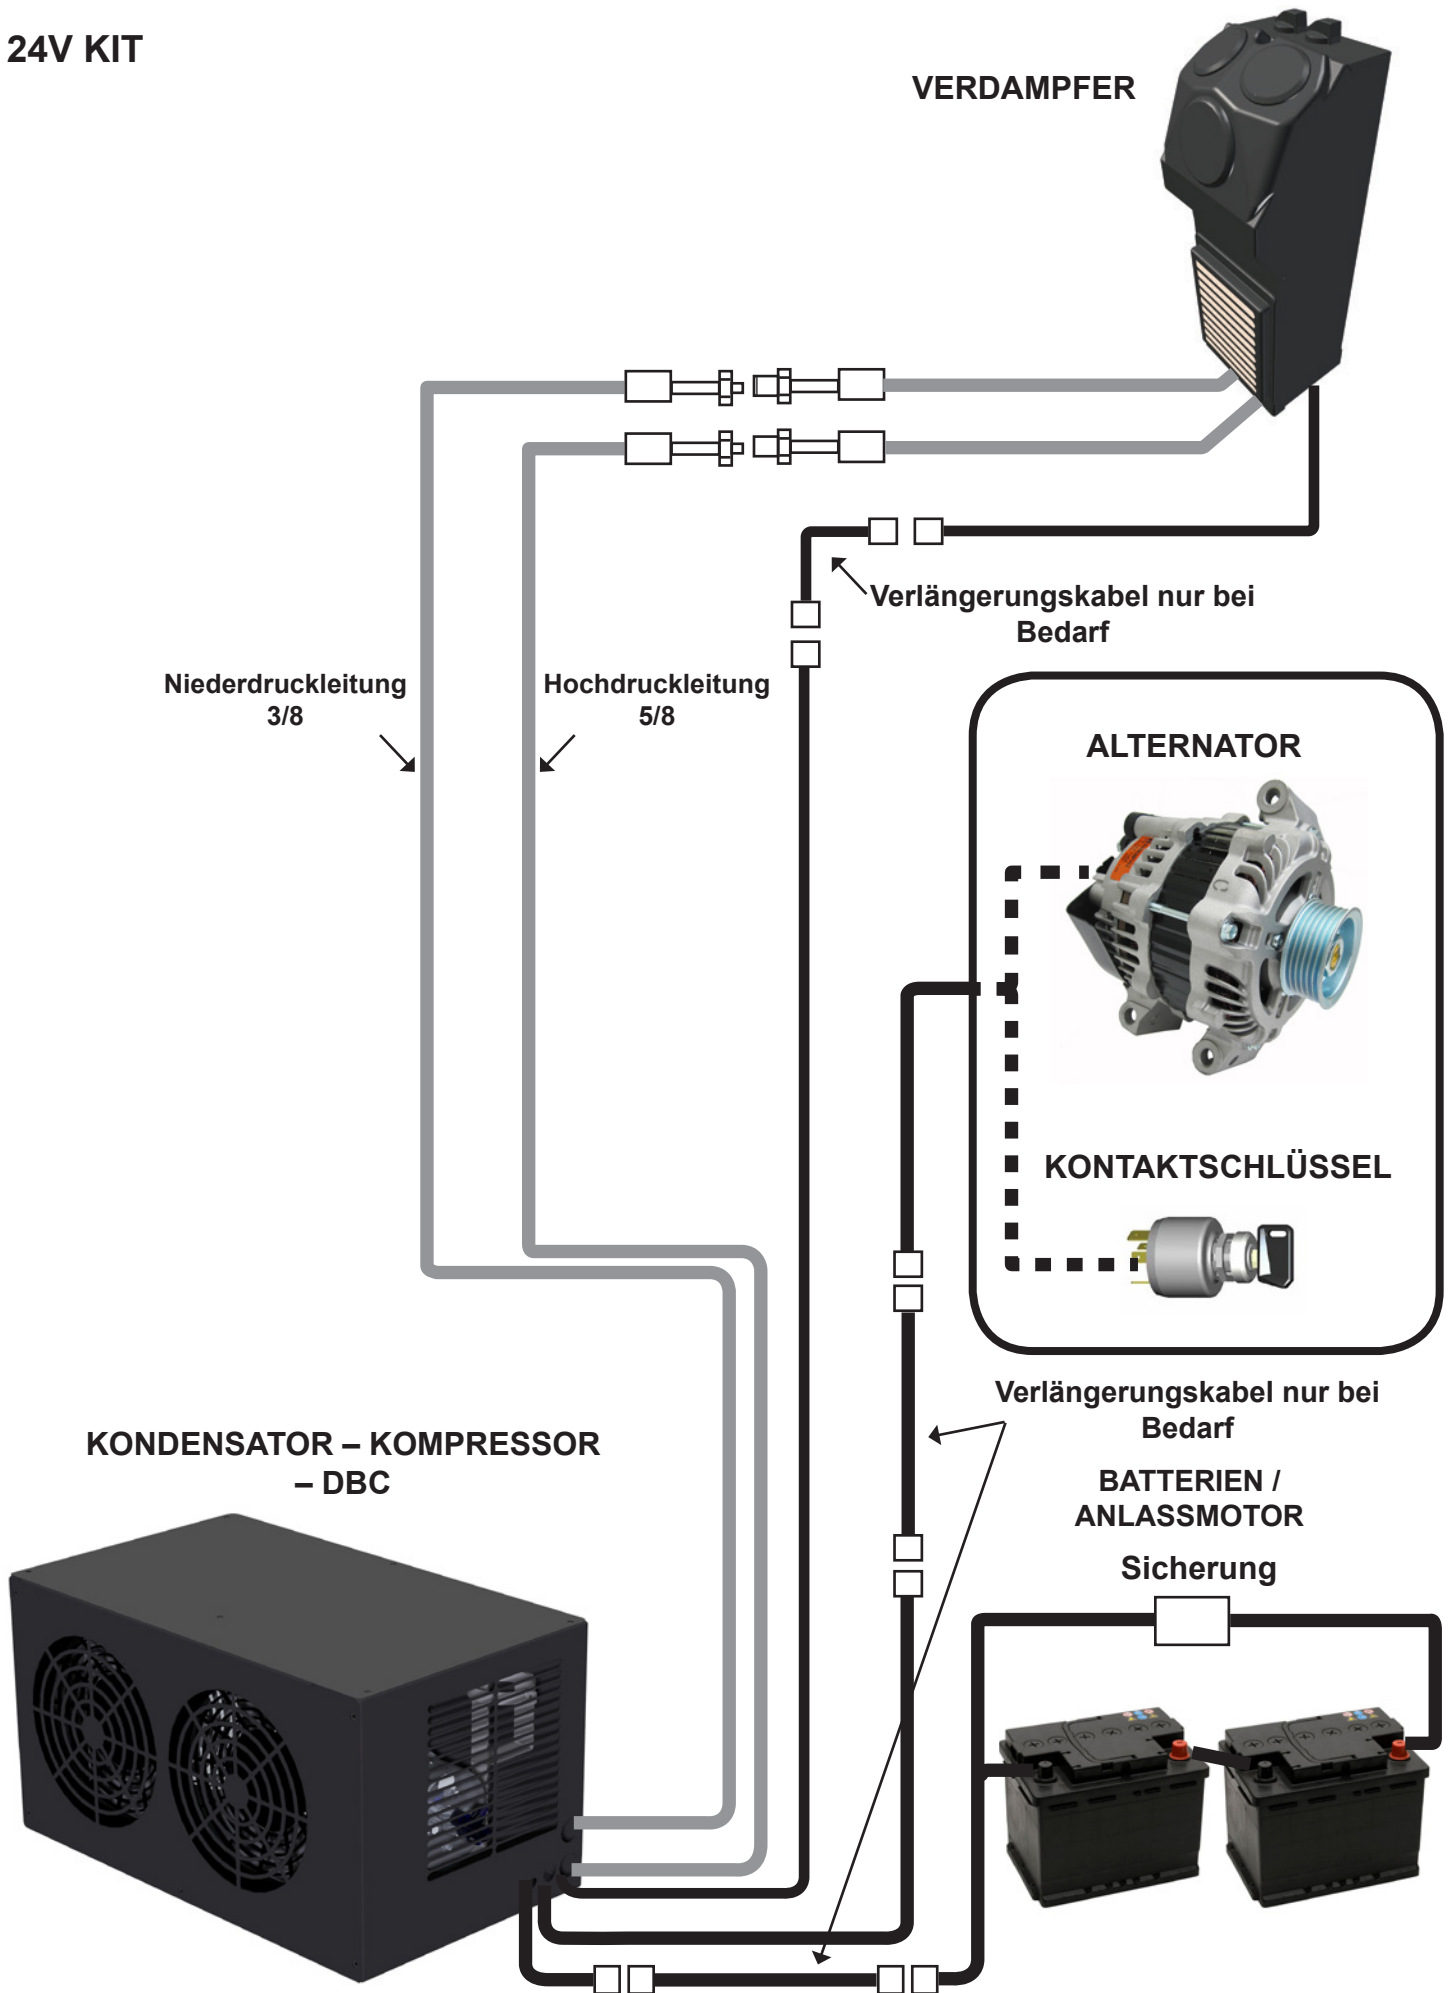 24V KIT
VERDAMPFER
Verlängerungskabel nur bei
Bedarf
Niederdruckleitung
3/8
Hochdruckleitung
5/8
ALTERNATOR
KONTAKTSCHLÜSSEL
Verlängerungskabel nur bei
Bedarf
KONDENSATOR – KOMPRESSOR
– DBC
BATTERIEN /
ANLASSMOTOR
Sicherung